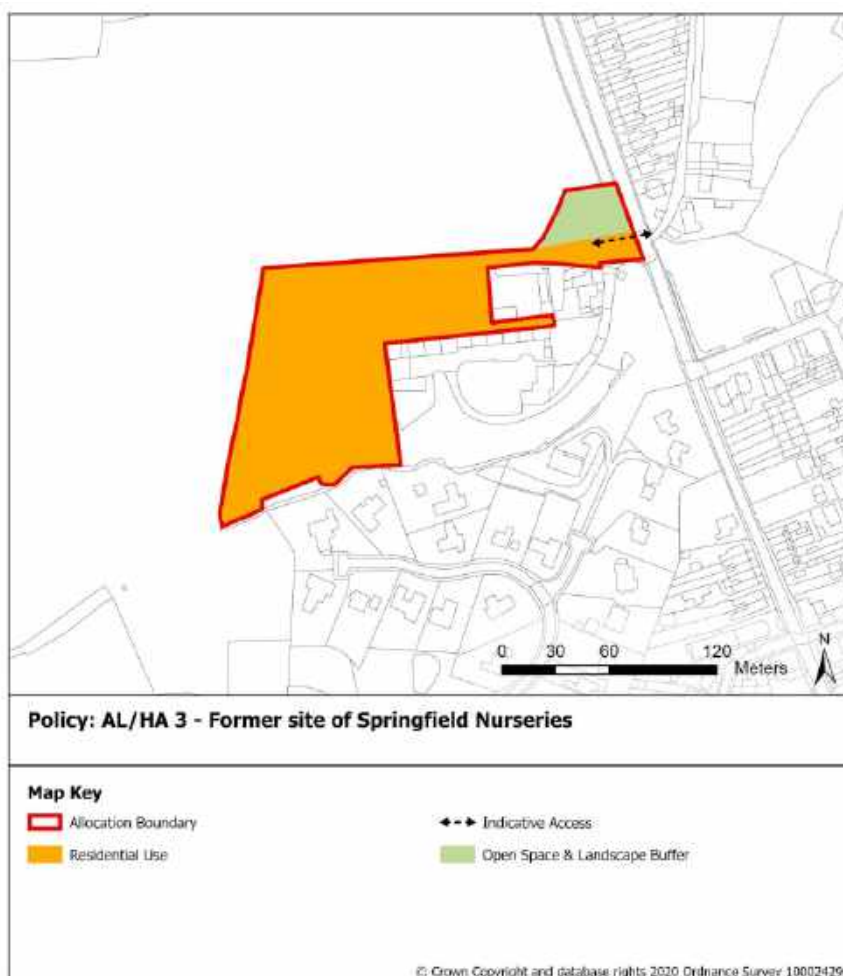 0 30 60 120
Meters
N
Policy: AL/HA 3 - Former site of Springfield Nurseries
Map Key
Allocation Boundary
Indicative Access
Residential Use
Open Space & Landscape Buffer
© Crown Copyright and database rights 2020 Ordnance Survey 10002429